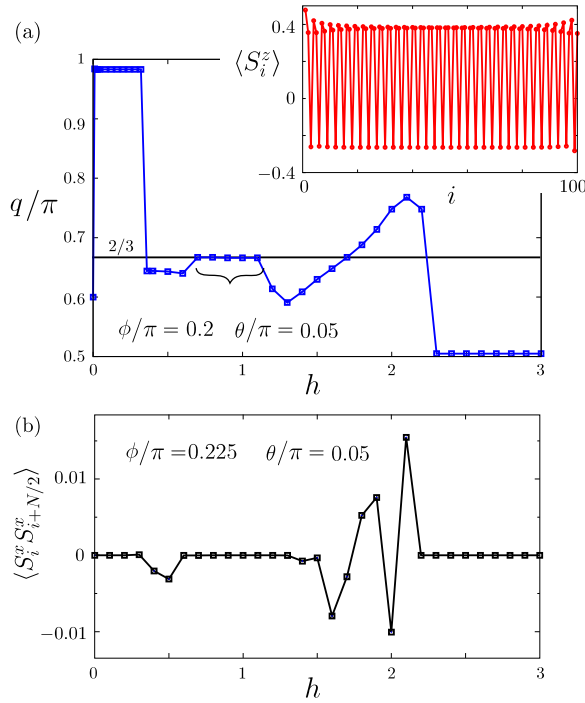 (a)
⟨S_i^z⟩
0.4
0
−0.4
0
i
100
q/π
1
0.9
0.8
0.7
0.6
0.5
2/3
ϕ/π = 0.2 θ/π = 0.05
0
1
2
3
h
(b)
⟨S_i^x S_{i+N/2}^x⟩
0.01
0
−0.01
ϕ/π =0.225 θ/π = 0.05
0
1
2
3
h